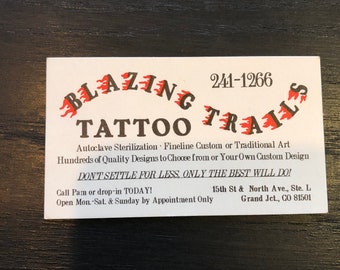 BLAZING TRAILS
241-1266
TATTOO
Autoclave Sterilization · Fineline Custom or Traditional Art
Hundreds of Quality Designs to Choose from or Your Own Custom Design
DON'T SETTLE FOR LESS, ONLY THE BEST WILL DO!
Call Pam or drop-in TODAY!
Open Mon.-Sat. & Sunday by Appointment Only
15th St & North Ave., Ste. L
Grand Jct., CO 81501